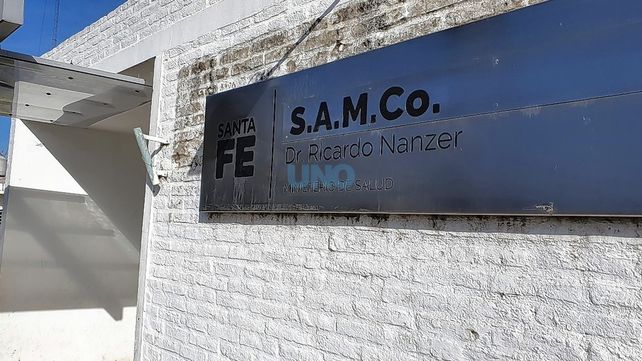 SANTA
FE
S.A.M.Co.
Dr. Ricardo Nanzer
MINISTERIO DE SALUD
UNO